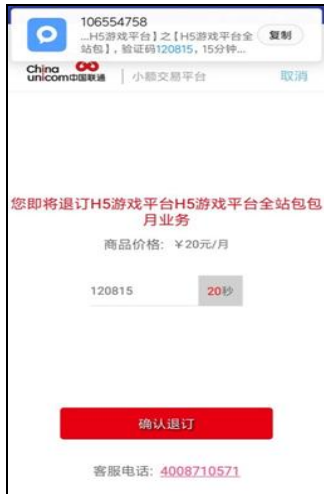 106554758
...H5游戏平台】之【H5游戏平台全
站包】, 验证码120815, 15分钟...
复制
China
unicom中国联通
小额交易平台
取消
您即将退订H5游戏平台H5游戏平台全站包包
月业务
商品价格: ¥20元/月
120815
20秒
确认退订
客服电话: 4008710571